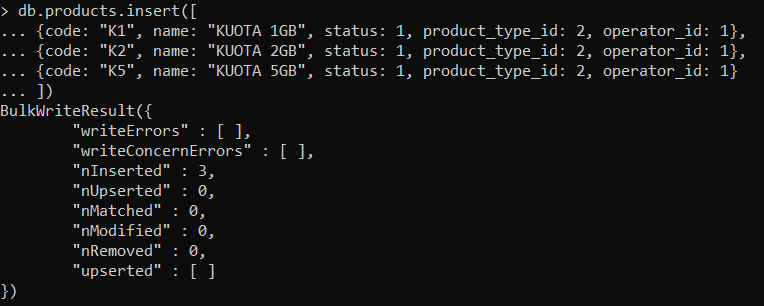 > db.products.insert([
... {code: "K1", name: "KUOTA 1GB", status: 1, product_type_id: 2, operator_id: 1},
... {code: "K2", name: "KUOTA 2GB", status: 1, product_type_id: 2, operator_id: 1},
... {code: "K5", name: "KUOTA 5GB", status: 1, product_type_id: 2, operator_id: 1}
... ])
BulkWriteResult({
        "writeErrors" : [ ],
        "writeConcernErrors" : [ ],
        "nInserted" : 3,
        "nUpserted" : 0,
        "nMatched" : 0,
        "nModified" : 0,
        "nRemoved" : 0,
        "upserted" : [ ]
})